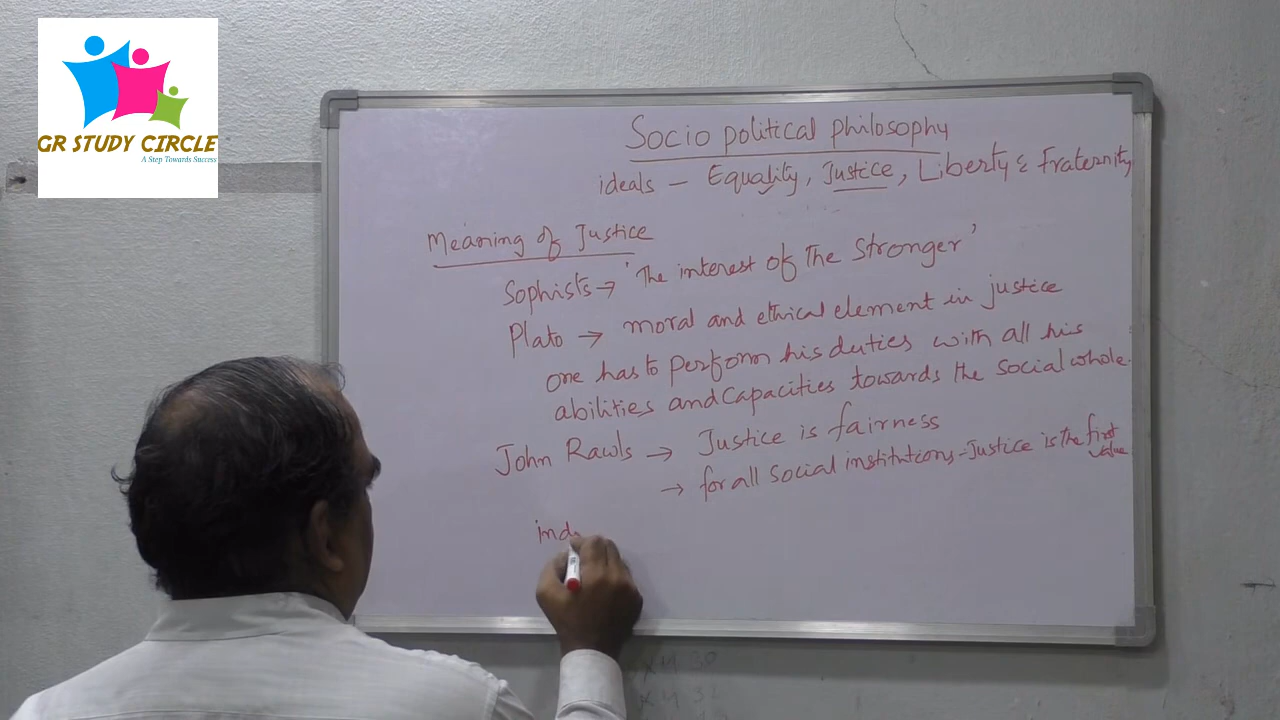 GR STUDY CIRCLE
A Step Towards Success
Socio political philosophy
ideals - Equality, Justice, Liberty & Fraternity
Meaning of Justice
Sophists → 'The interest of The Stronger'
Plato → moral and ethical element in justice
one has to perform his duties with all his
abilities and capacities towards the social whole.
John Rawls → Justice is fairness
→ for all social institutions - Justice is the first
value
ind